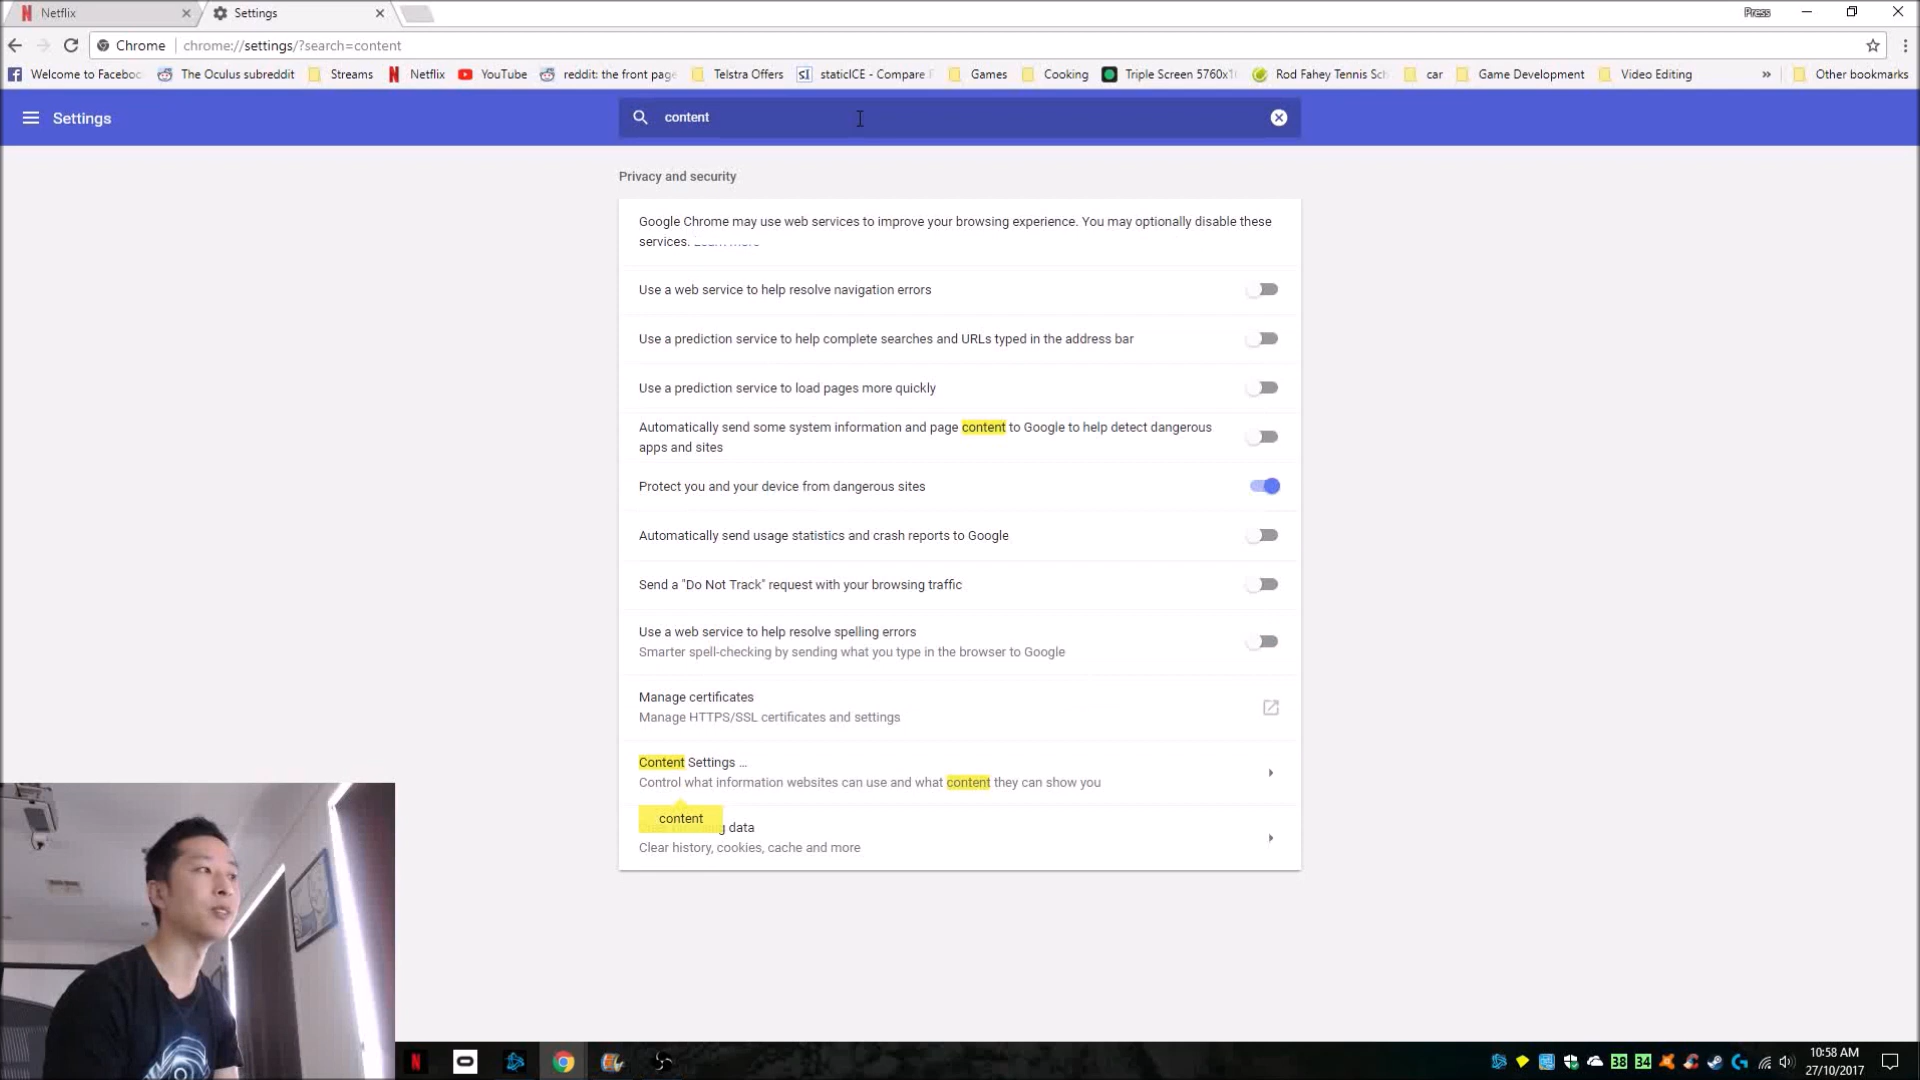 Netflix
Settings
Press
Chrome
chrome://settings/?search=content
Welcome to Faceboo
The Oculus subreddit
Streams
Netflix
YouTube
reddit: the front page
Telstra Offers
staticICE - Compare
Games
Cooking
Triple Screen 5760x1
Rod Fahey Tennis Sch
car
Game Development
Video Editing
»
Other bookmarks
Settings
content
Privacy and security
Google Chrome may use web services to improve your browsing experience. You may optionally disable these
services. Learn more
Use a web service to help resolve navigation errors
Use a prediction service to help complete searches and URLs typed in the address bar
Use a prediction service to load pages more quickly
Automatically send some system information and page content to Google to help detect dangerous
apps and sites
Protect you and your device from dangerous sites
Automatically send usage statistics and crash reports to Google
Send a "Do Not Track" request with your browsing traffic
Use a web service to help resolve spelling errors
Smarter spell-checking by sending what you type in the browser to Google
Manage certificates
Manage HTTPS/SSL certificates and settings
Content Settings ...
Control what information websites can use and what content they can show you
content
g data
Clear history, cookies, cache and more
38
34
10:58 AM
27/10/2017